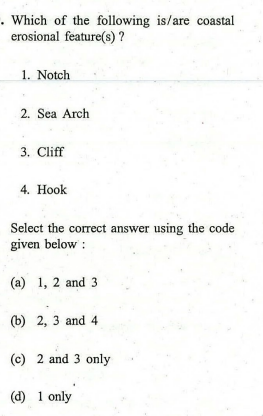 . Which of the following is/are coastal
erosional feature(s) ?
1. Notch
2. Sea Arch
3. Cliff
4. Hook
Select the correct answer using the code
given below :
(a) 1, 2 and 3
(b) 2, 3 and 4
(c) 2 and 3 only
(d) 1 only